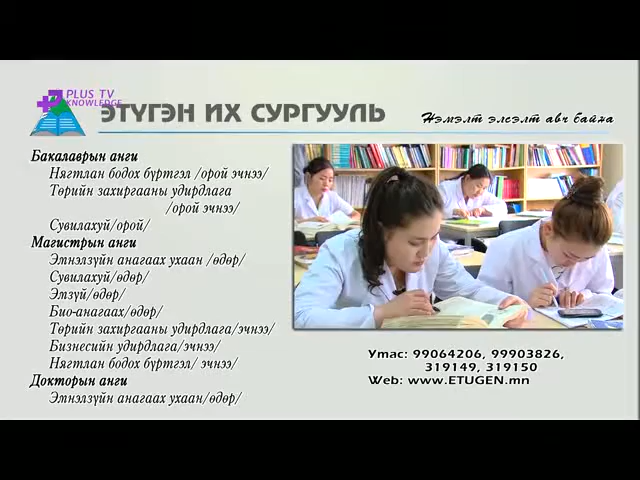 PLUS TV
KNOWLEDGE
ЭТҮГЭН ИХ СУРГУУЛЬ
Нэмэлт элсэлт авч байна
Бакалаврын анги
Нягтлан бодох бүртгэл /орой эчнээ/
Төрийн захиргааны удирдлага
/орой эчнээ/
Сувилахуй/орой/
Магистрын анги
Эмнэлзүйн анагаах ухаан /өдөр/
Сувилахуй/өдөр/
Эмзүй/өдөр/
Био-анагаах/өдөр/
Төрийн захиргааны удирдлага/эчнээ/
Бизнесийн удирдлага/эчнээ/
Нягтлан бодох бүртгэл/ эчнээ/
Докторын анги
Эмнэлзүйн анагаах ухаан/өдөр/
Утас: 99064206, 99903826,
319149, 319150
Web: www.ETUGEN.mn